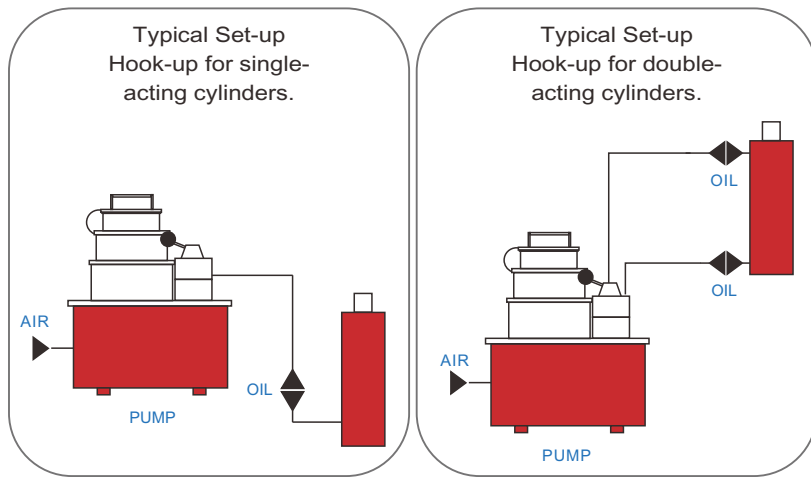 Typical Set-up
Hook-up for single-
acting cylinders.
AIR
OIL
PUMP
Typical Set-up
Hook-up for double-
acting cylinders.
OIL
OIL
AIR
PUMP